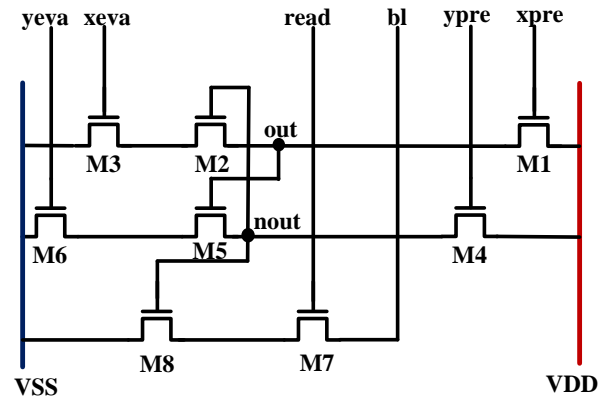 yeva xeva read bl ypre xpre
out
M3 M2 M1
nout
M6 M5 M4
M8 M7
VSS VDD